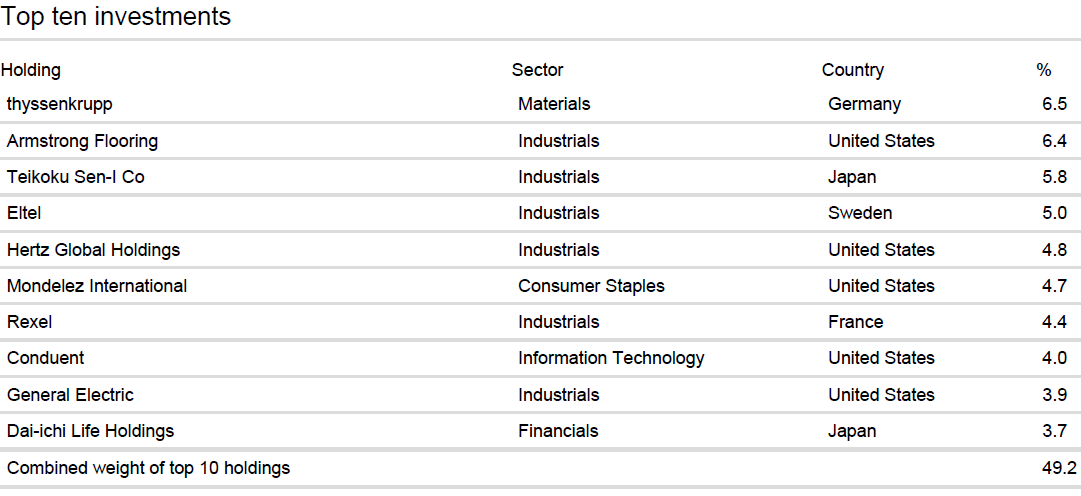 Top ten investments
Holding Sector Country %
thyssenkrupp Materials Germany 6.5
Armstrong Flooring Industrials United States 6.4
Teikoku Sen-I Co Industrials Japan 5.8
Eltel Industrials Sweden 5.0
Hertz Global Holdings Industrials United States 4.8
Mondelez International Consumer Staples United States 4.7
Rexel Industrials France 4.4
Conduent Information Technology United States 4.0
General Electric Industrials United States 3.9
Dai-ichi Life Holdings Financials Japan 3.7
Combined weight of top 10 holdings 49.2